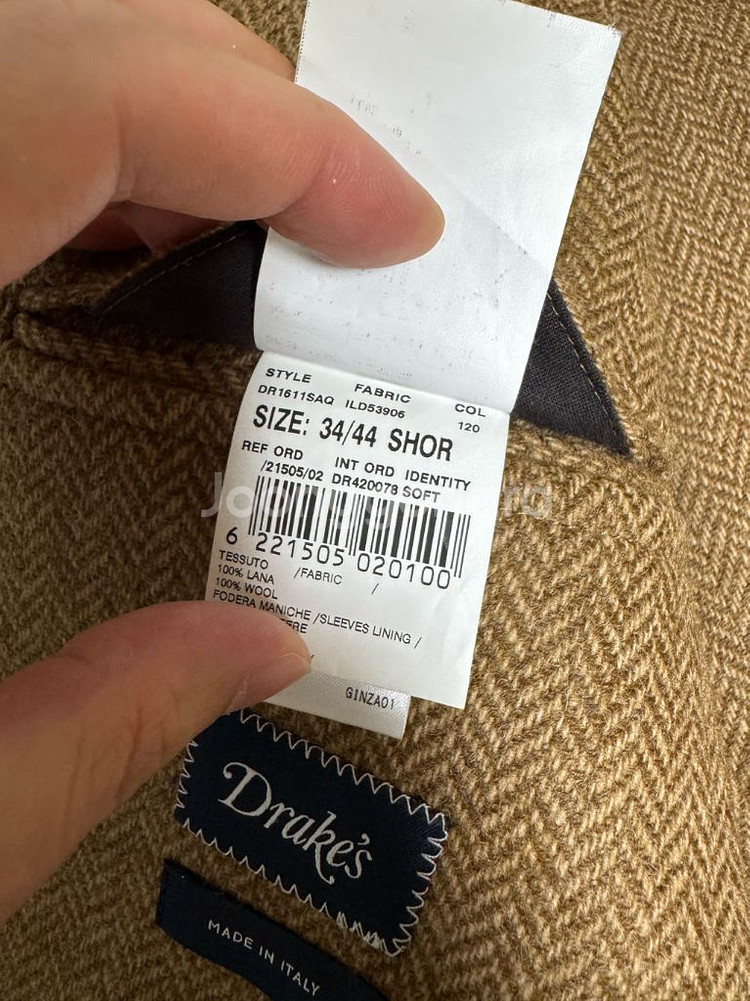 STYLE FABRIC COL
DR1611SAQ ILD53906 120
SIZE: 34/44 SHOR
REF ORD INT ORD IDENTITY
/21505/02 DR420078 SOFT
6 221505 020100
TESSUTO /FABRIC /
100% LANA
100% WOOL
FODERA MANICHE /SLEEVES LINING /
GINZA01
Drake's
MADE IN ITALY